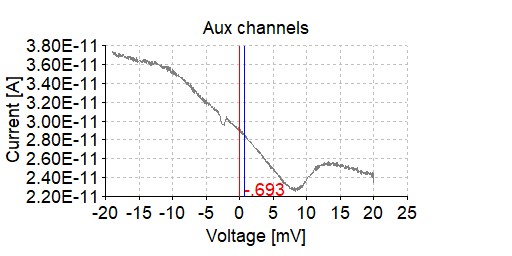 Aux channels
Current [A]
3.80E-11
3.60E-11
3.40E-11
3.20E-11
3.00E-11
2.80E-11
2.60E-11
2.40E-11
2.20E-11
-.693
-20 -15 -10 -5 0 5 10 15 20 25
Voltage [mV]